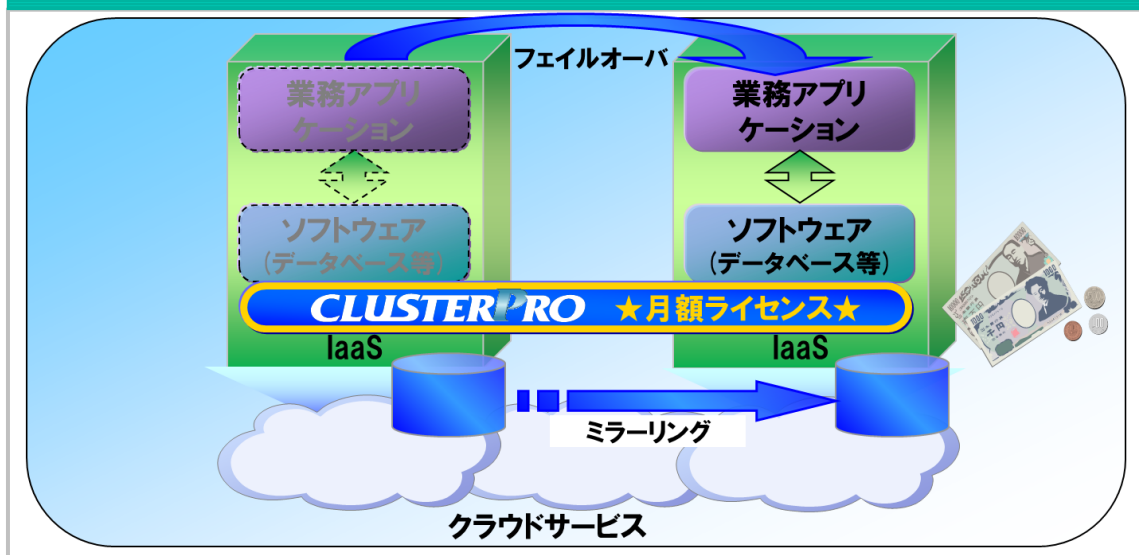 フェイルオーバ
業務アプリ
ケーション
業務アプリ
ケーション
ソフトウェア
(データベース等)
ソフトウェア
(データベース等)
CLUSTERPRO ★月額ライセンス★
IaaS
IaaS
ミラーリング
クラウドサービス
1000
千円